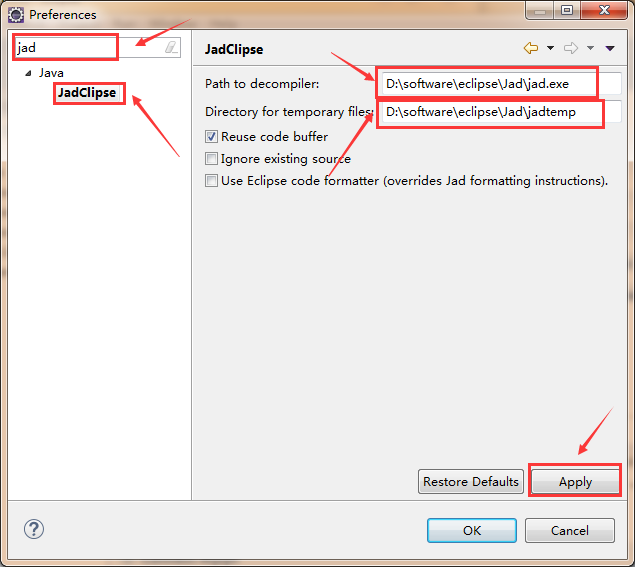 Preferences
jad
Java
JadClipse
JadClipse
Path to decompiler: D:\software\eclipse\Jad\jad.exe
Directory for temporary files: D:\software\eclipse\Jad\jadtemp
Reuse code buffer
Ignore existing source
Use Eclipse code formatter (overrides Jad formatting instructions).
Restore Defaults Apply
OK Cancel